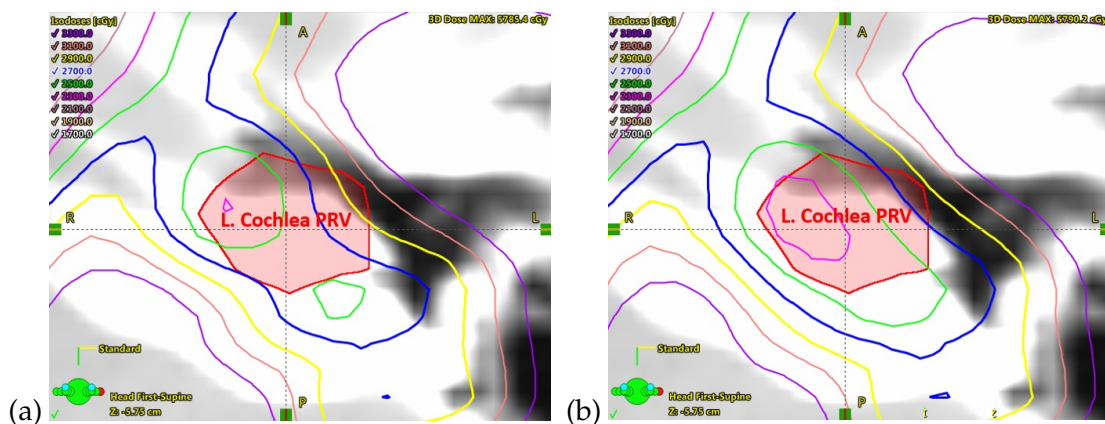 (a)
Isodoses [cGy]
✓ 3300.0
✓ 3100.0
✓ 2900.0
✓ 2700.0
✓ 2500.0
✓ 2300.0
✓ 2100.0
✓ 1900.0
✓ 1700.0
3D Dose MAX: 5785.4 cGy
A
R
L. Cochlea PRV
L
Standard
Head First-Supine
Z: -5.75 cm
P
(b)
Isodoses [cGy]
✓ 3300.0
✓ 3100.0
✓ 2900.0
✓ 2700.0
✓ 2500.0
✓ 2300.0
✓ 2100.0
✓ 1900.0
✓ 1700.0
3D Dose MAX: 5790.2 cGy
A
R
L. Cochlea PRV
L
Standard
Head First-Supine
Z: -5.75 cm
P
1
2